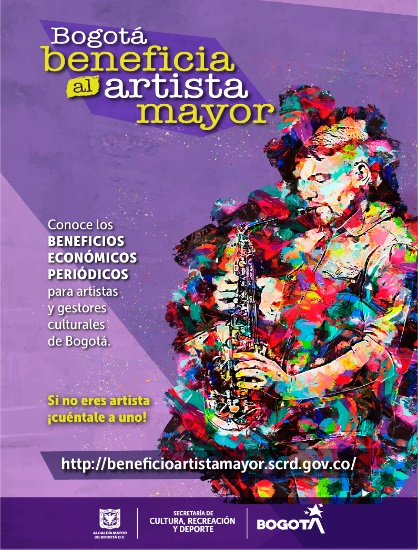 Bogotá
beneficia
al artista
mayor
Conoce los
BENEFICIOS
ECONÓMICOS
PERIÓDICOS
para artistas
y gestores
culturales
de Bogotá.
Si no eres artista
¡cuéntale a uno!
http://beneficioartistamayor.scrd.gov.co/
ALCALDÍA MAYOR
DE BOGOTÁ D.C.
SECRETARÍA DE
CULTURA, RECREACIÓN
Y DEPORTE
BOGOTÁ